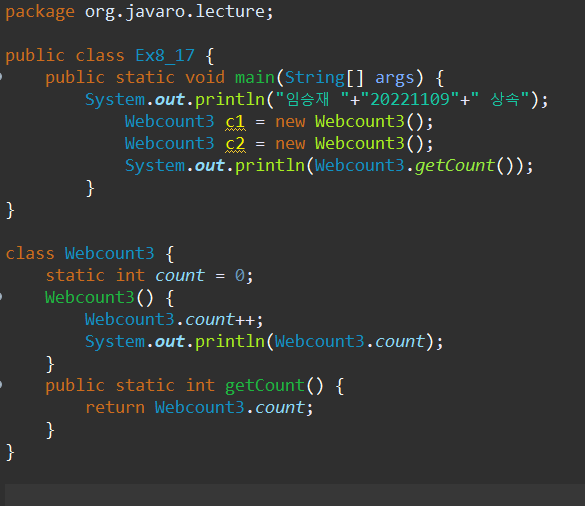 package org.javaro.lecture;
public class Ex8_17 {
public static void main(String[] args) {
System.out.println("임승재 "+"20221109"+" 상속");
Webcount3 c1 = new Webcount3();
Webcount3 c2 = new Webcount3();
System.out.println(Webcount3.getCount());
}
}
class Webcount3 {
static int count = 0;
Webcount3() {
Webcount3.count++;
System.out.println(Webcount3.count);
}
public static int getCount() {
return Webcount3.count;
}
}